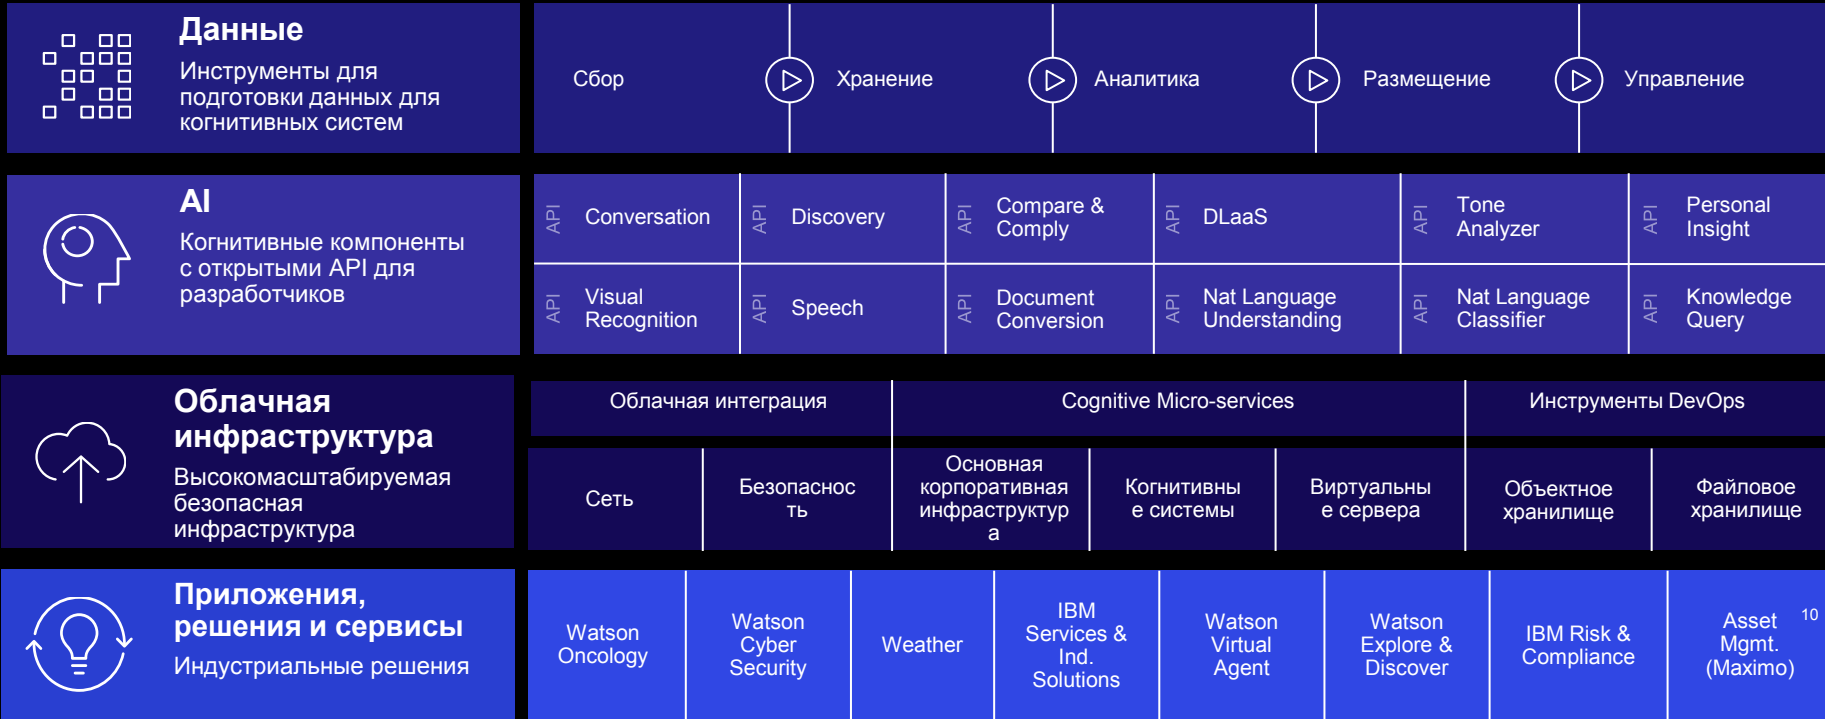 Данные
Инструменты для
подготовки данных для
когнитивных систем
Сбор
Хранение
Аналитика
Размещение
Управление
AI
Когнитивные компоненты
с открытыми API для
разработчиков
API
Conversation
API
Discovery
API
Compare &
Comply
API
DLaaS
API
Tone
Analyzer
API
Personal
Insight
API
Visual
Recognition
API
Speech
API
Document
Conversion
API
Nat Language
Understanding
API
Nat Language
Classifier
API
Knowledge
Query
Облачная
инфраструктура
Высокомасштабируемая
безопасная
инфраструктура
Облачная интеграция
Cognitive Micro-services
Инструменты DevOps
Сеть
Безопаснос
ть
Основная
корпоративная
инфраструктур
а
Когнитивны
е системы
Виртуальны
е сервера
Объектное
хранилище
Файловое
хранилище
Приложения,
решения и сервисы
Индустриальные решения
Watson
Oncology
Watson
Cyber
Security
Weather
IBM
Services &
Ind.
Solutions
Watson
Virtual
Agent
Watson
Explore &
Discover
IBM Risk &
Compliance
Asset
Mgmt.
(Maximo)
10